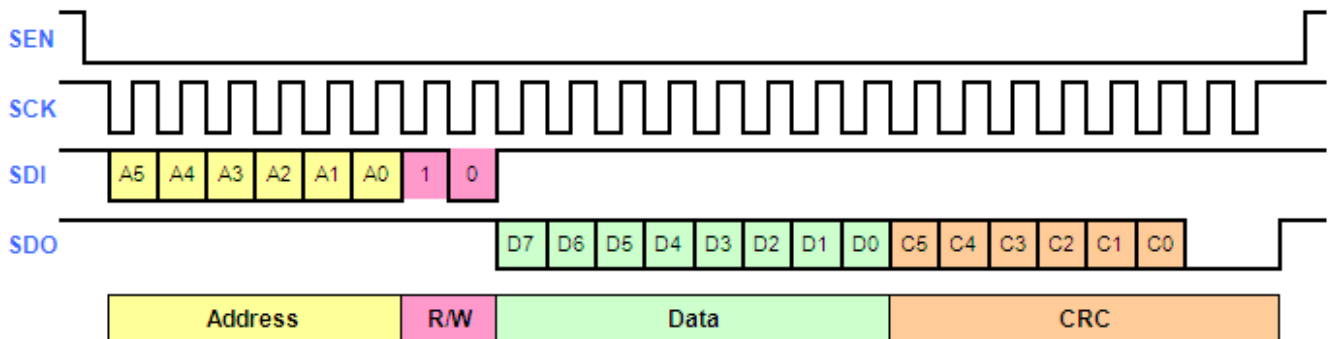 SEN
SCK
SDI A5 A4 A3 A2 A1 A0 1 0
SDO D7 D6 D5 D4 D3 D2 D1 D0 C5 C4 C3 C2 C1 C0
Address R/W Data CRC